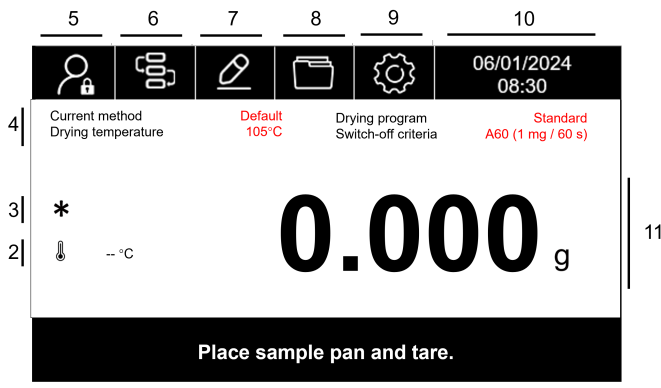 5 6 7 8 9 10
06/01/2024
08:30
4
Current method Default Drying program Standard
Drying temperature 105°C Switch-off criteria A60 (1 mg / 60 s)
3 *
0.000 g
11
2 -- °C
Place sample pan and tare.